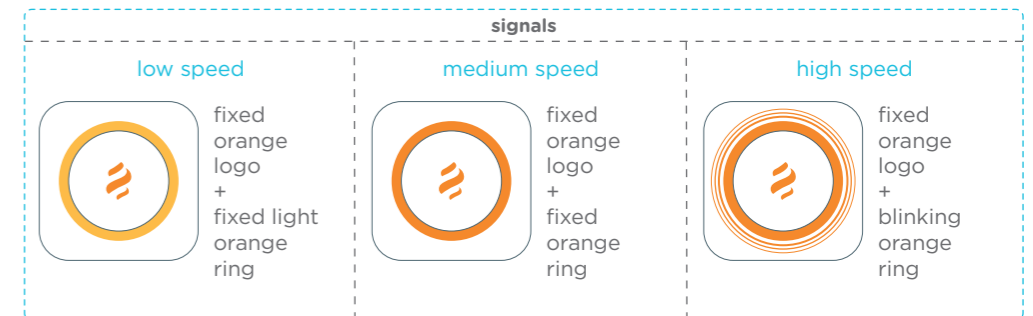 signals
low speed
fixed
orange
logo
+
fixed light
orange
ring
medium speed
fixed
orange
logo
+
fixed
orange
ring
high speed
fixed
orange
logo
+
blinking
orange
ring